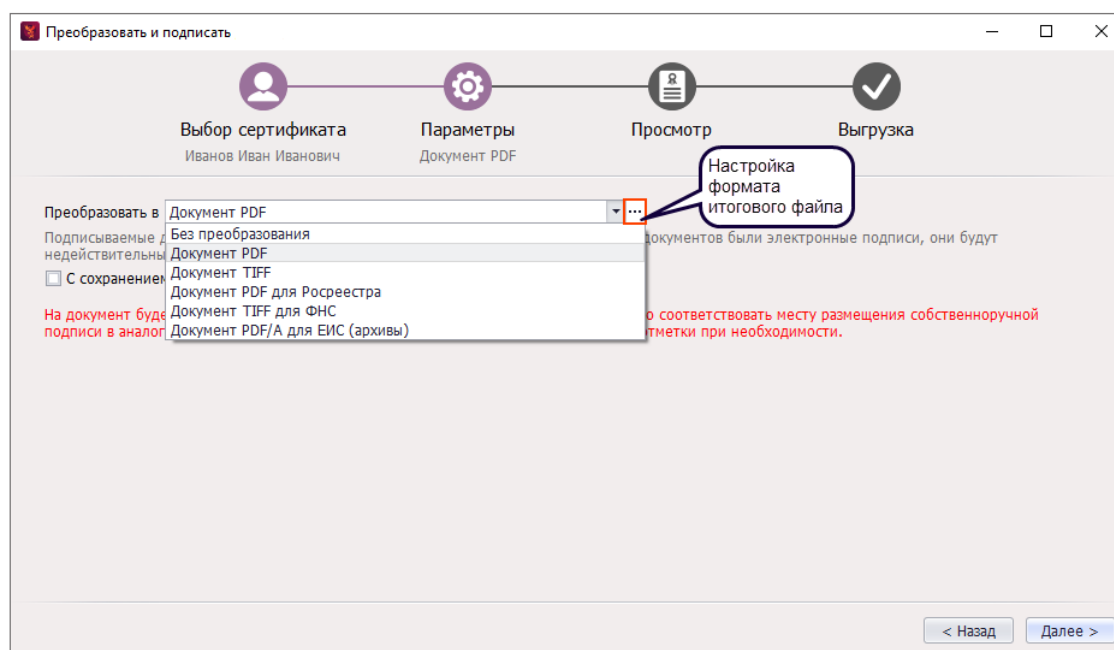 Преобразовать и подписать
Выбор сертификата
Параметры
Просмотр
Выгрузка
Иванов Иван Иванович
Документ PDF
Настройка
формата
итогового файла
Преобразовать в
Документ PDF
...
Без преобразования
Документ PDF
Документ TIFF
Документ PDF для Росреестра
Документ TIFF для ФНС
Документ PDF/A для ЕИС (архивы)
Подписываемые документов были электронные подписи, они будут
недействительны
С сохранением
На документ буде о соответствовать месту размещения собственноручной
подписи в аналог отметки при необходимости.
< Назад
Далее >